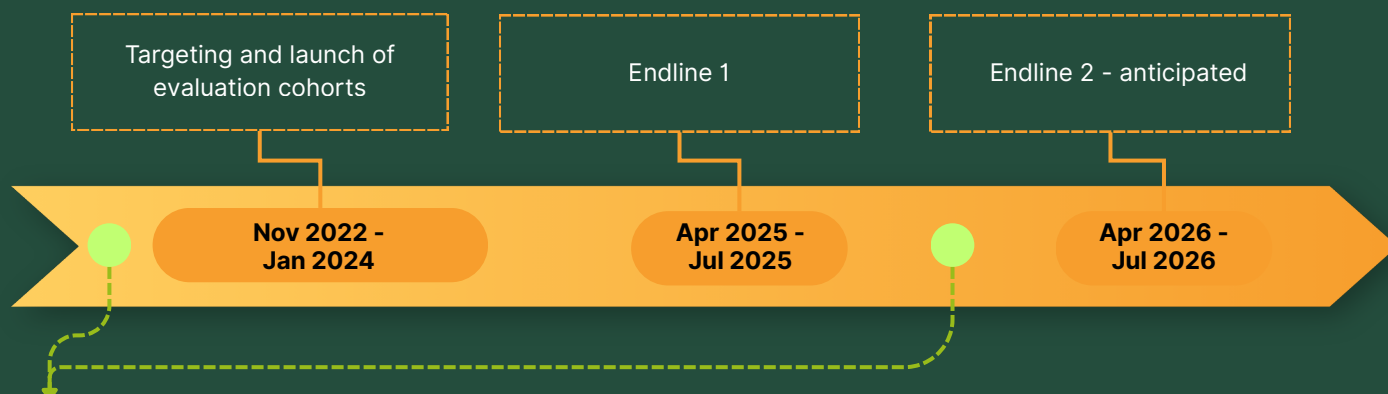 Targeting and launch of
evaluation cohorts
Endline 1
Endline 2 - anticipated
Nov 2022 -
Jan 2024
Apr 2025 -
Jul 2025
Apr 2026 -
Jul 2026